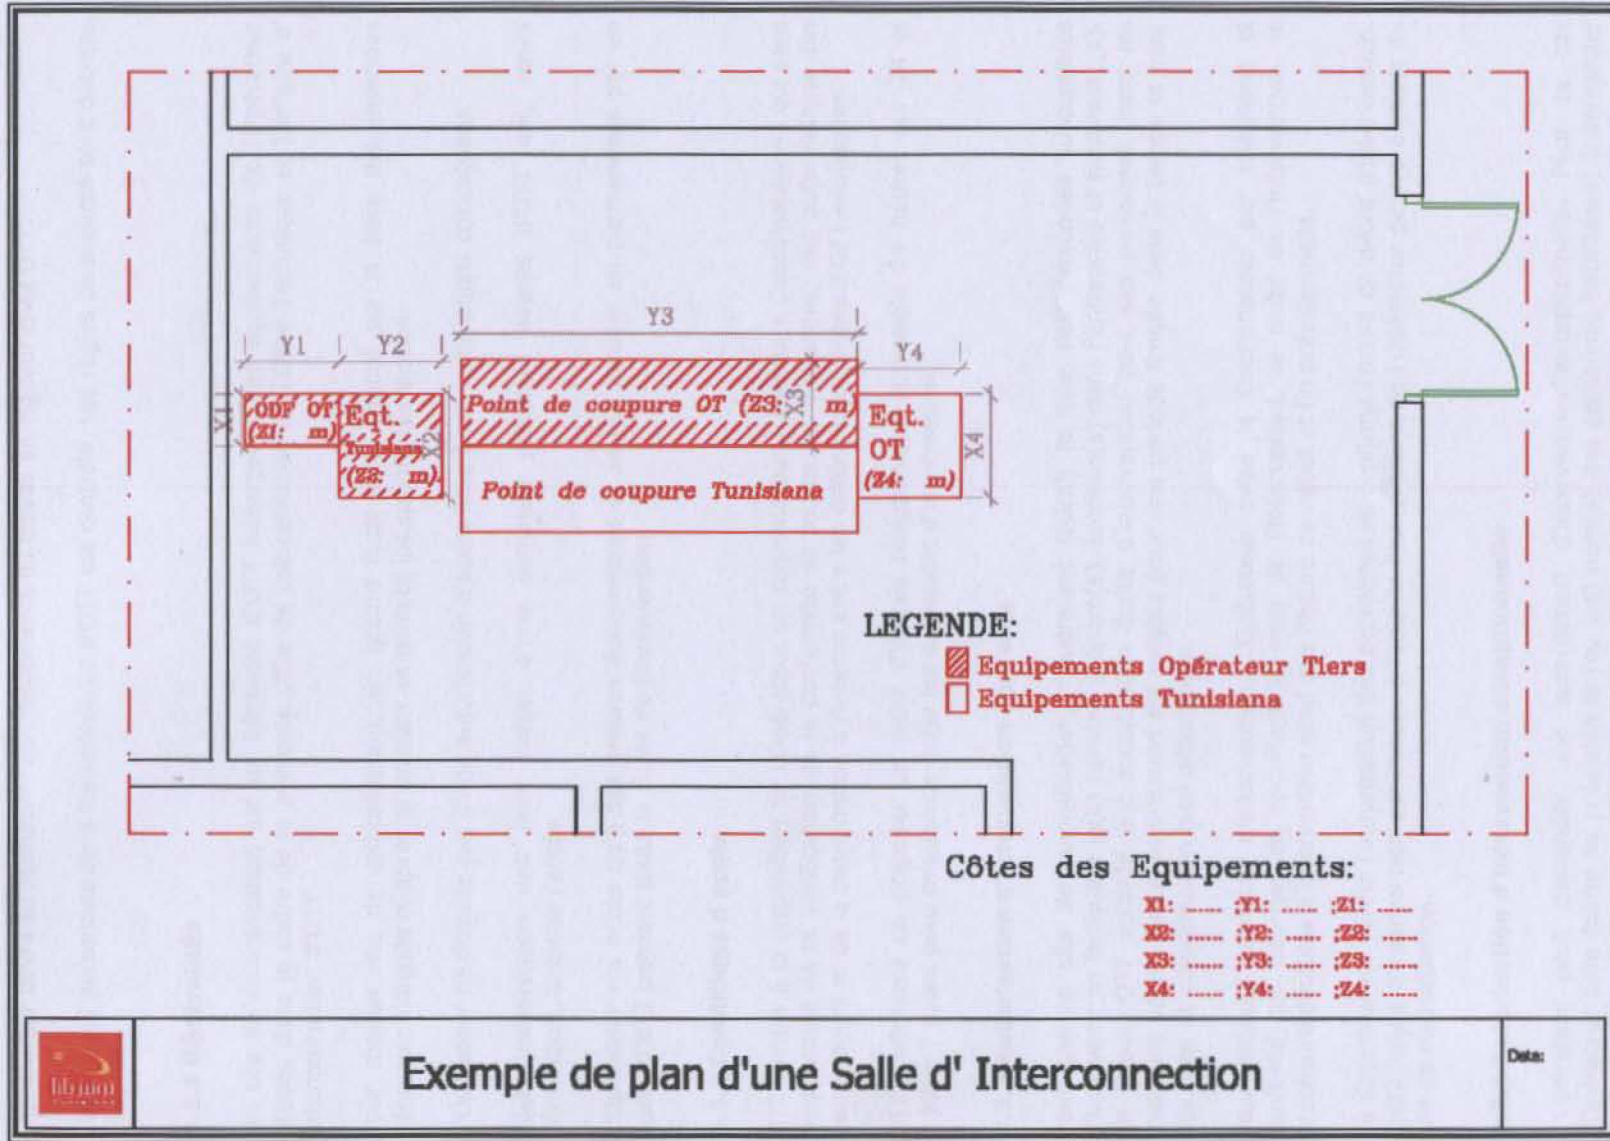 Y3
Y1 Y2
Y4
X1
ODF OT
(Z1: m)
Eqt.
Tunisiana
(Z2: m)
X2
Point de coupure OT (Z3: m)
X3
Point de coupure Tunisiana
Eqt.
OT
(Z4: m)
X4
LEGENDE:
Equipements Opérateur Tiers
Equipements Tunisiana
Côtes des Equipements:
X1: ...... ;Y1: ...... ;Z1: ......
X2: ...... ;Y2: ...... ;Z2: ......
X3: ...... ;Y3: ...... ;Z3: ......
X4: ...... ;Y4: ...... ;Z4: ......
Exemple de plan d'une Salle d' Interconnection
Date: